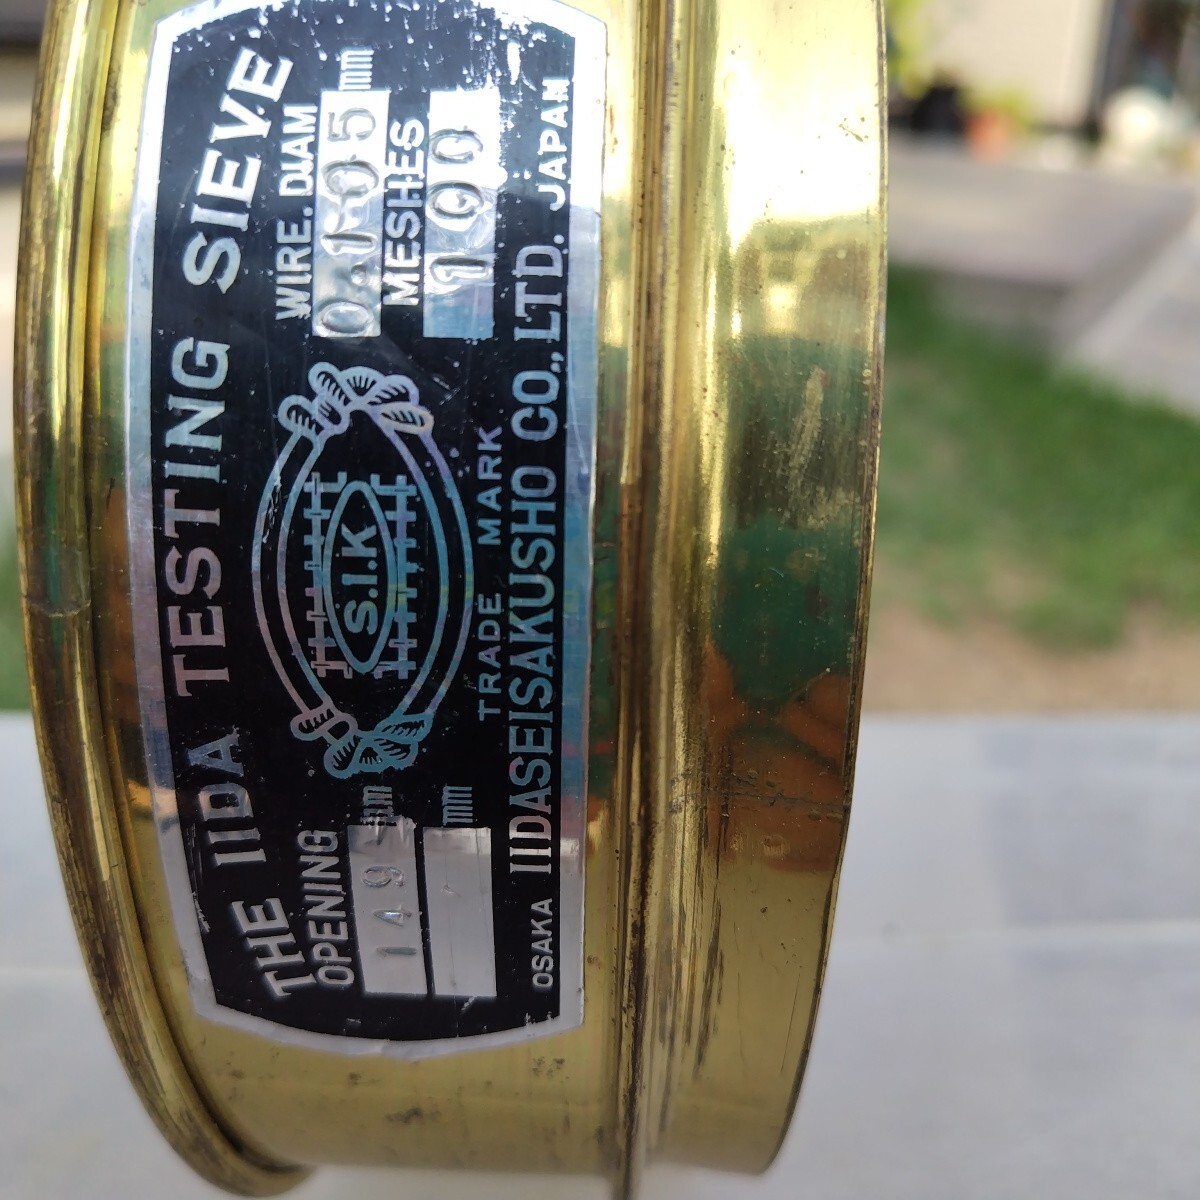 THE IIDA TESTING SIEVE
OPENING
149 μm
mm
S.I.K
TRADE MARK
WIRE. DIAM
0.105 mm
MESHES
100
OSAKA IIDASEISAKUSHO CO., LTD. JAPAN